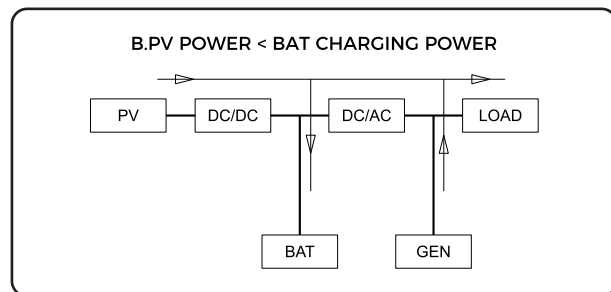 B.PV POWER < BAT CHARGING POWER
PV DC/DC DC/AC LOAD
BAT GEN